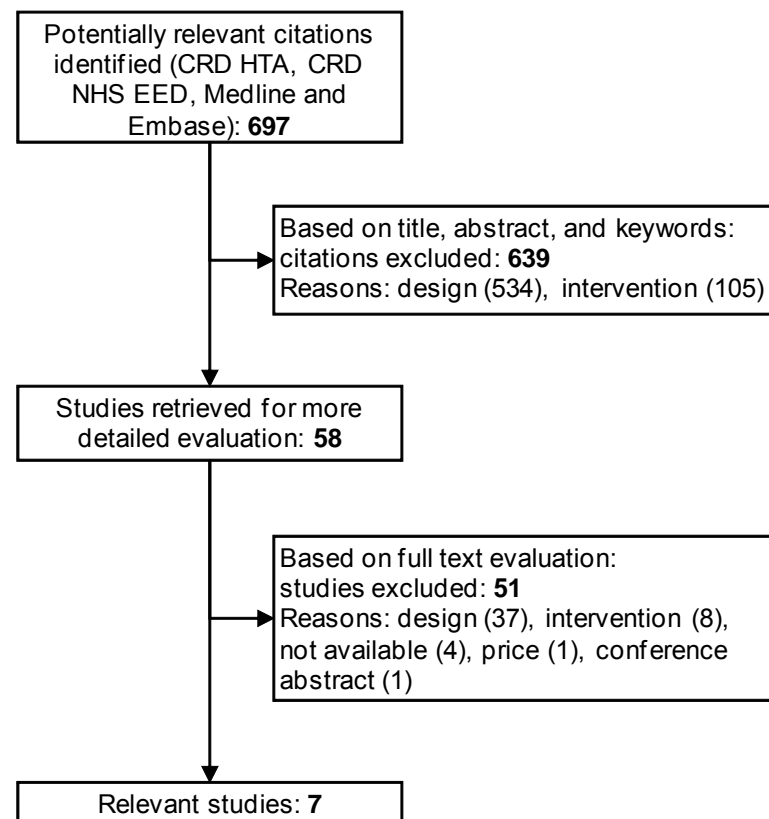 Potentially relevant citations
identified (CRD HTA, CRD
NHS EED, Medline and
Embase): 697
Based on title, abstract, and keywords:
citations excluded: 639
Reasons: design (534), intervention (105)
Studies retrieved for more
detailed evaluation: 58
Based on full text evaluation:
studies excluded: 51
Reasons: design (37), intervention (8),
not available (4), price (1), conference
abstract (1)
Relevant studies: 7